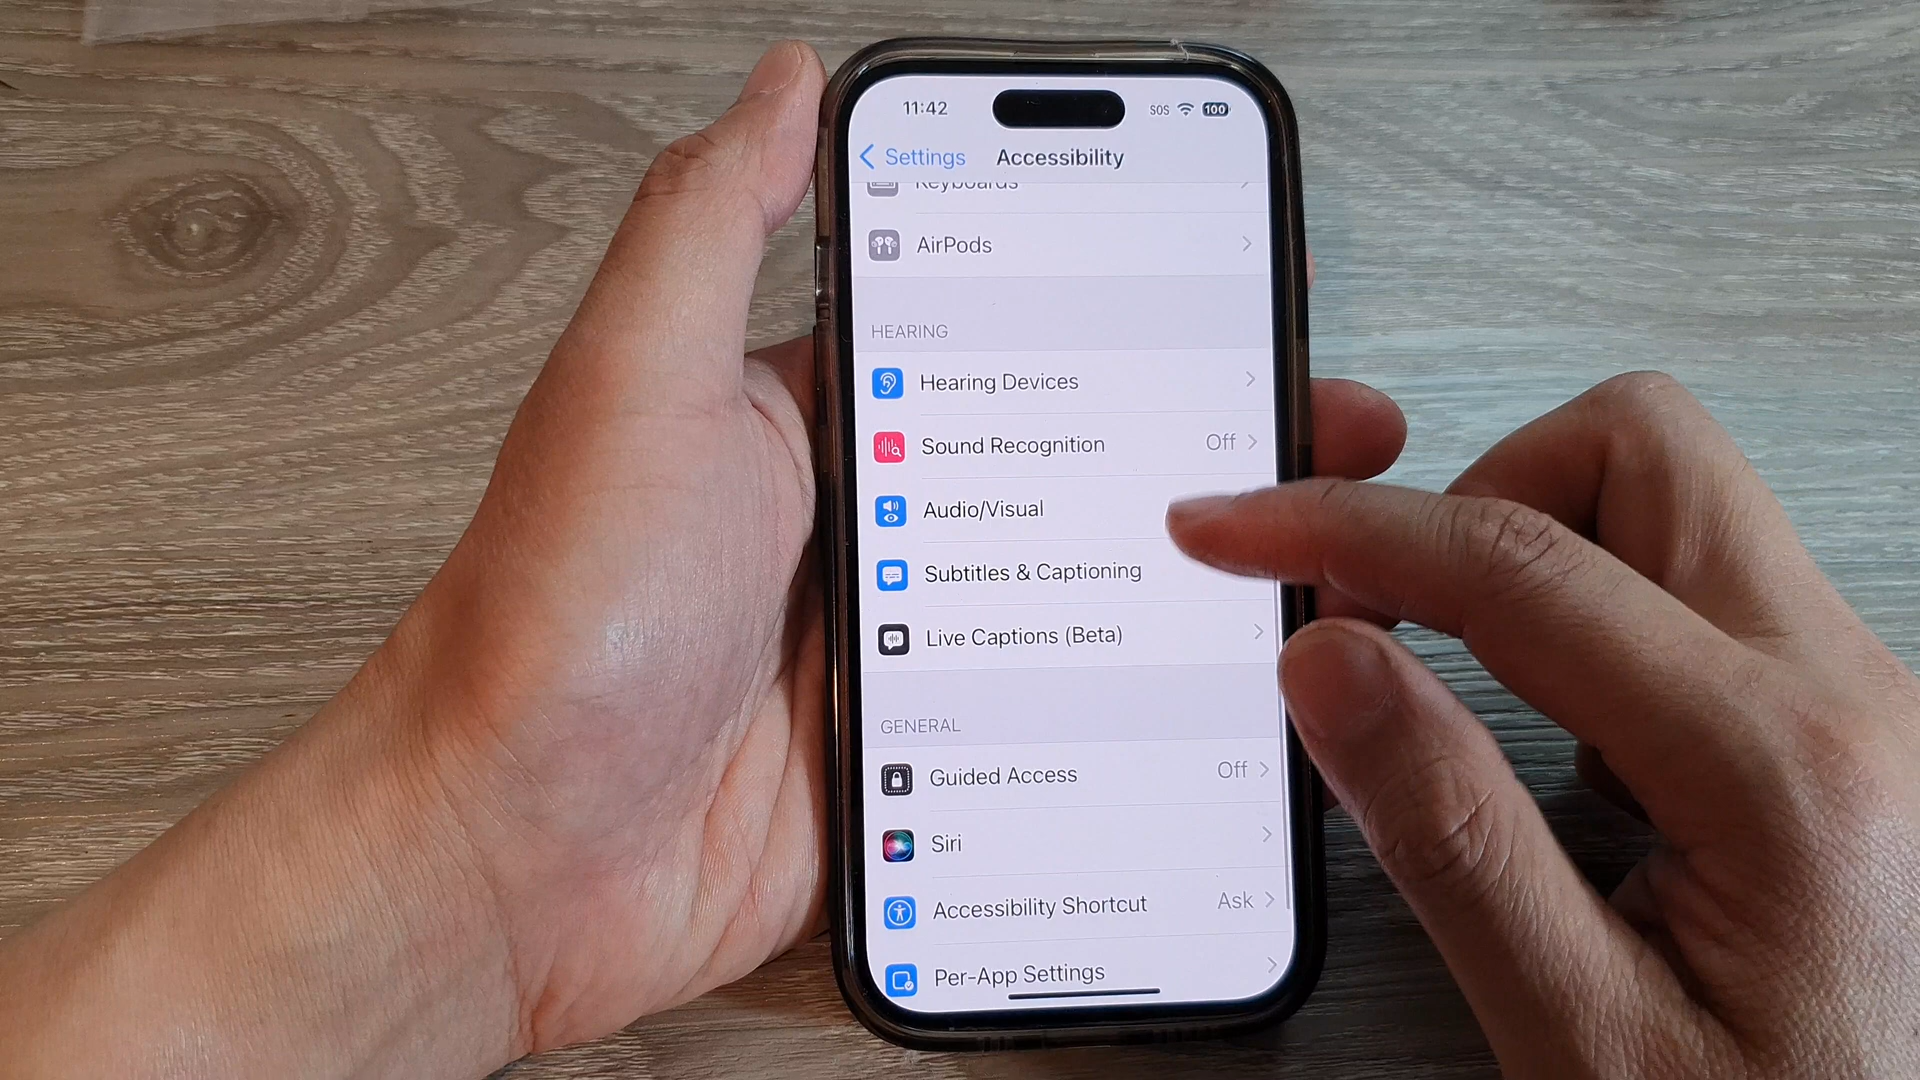 11:42 SOS 100
Settings Accessibility
Keyboards
AirPods
HEARING
Hearing Devices
Sound Recognition Off
Audio/Visual
Subtitles & Captioning
Live Captions (Beta)
GENERAL
Guided Access Off
Siri
Accessibility Shortcut Ask
Per-App Settings